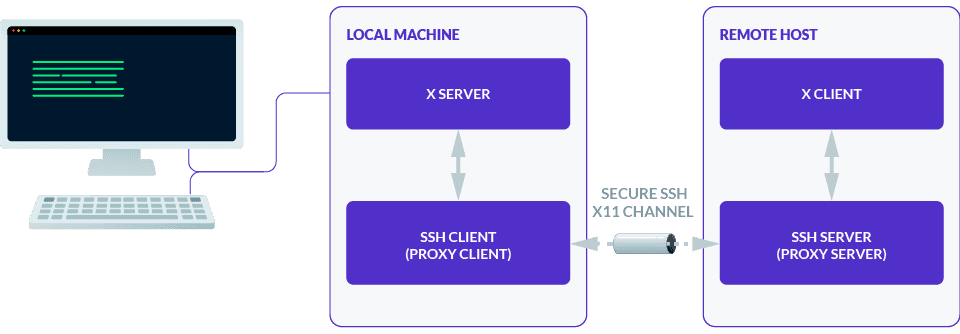 LOCAL MACHINE
X SERVER
SSH CLIENT
(PROXY CLIENT)
SECURE SSH
X11 CHANNEL
REMOTE HOST
X CLIENT
SSH SERVER
(PROXY SERVER)